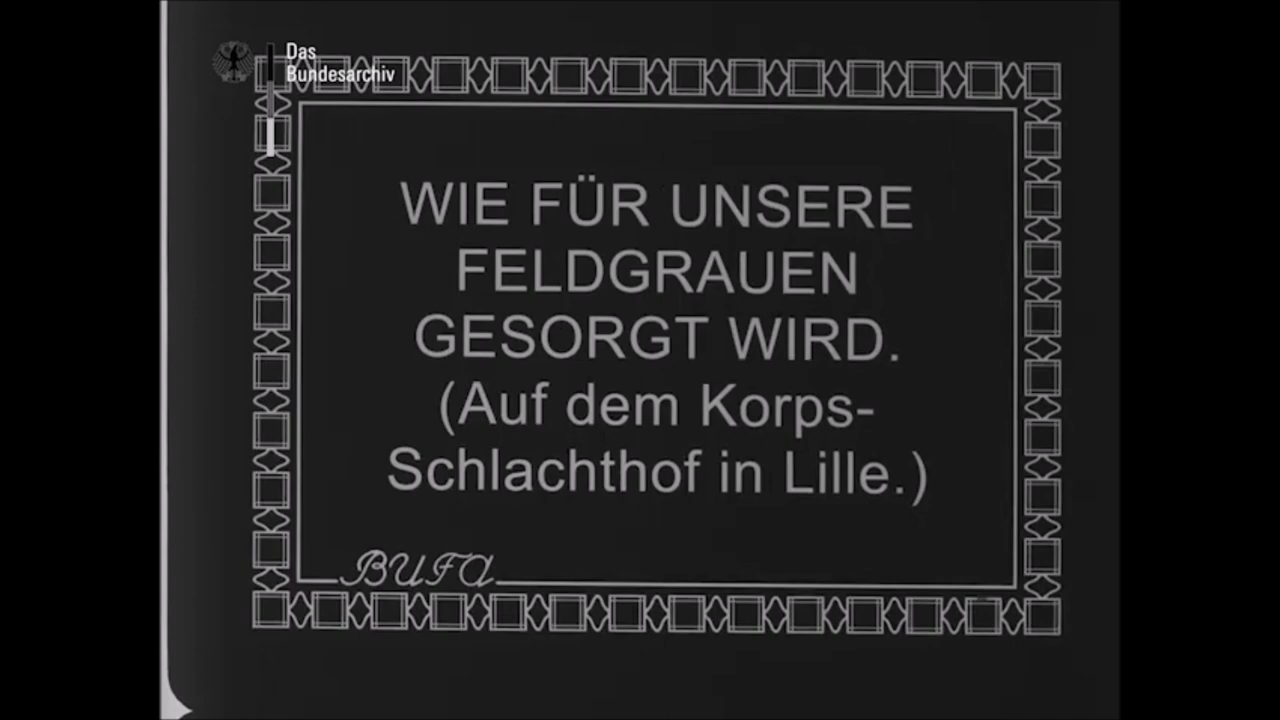 Das
Bundesarchiv
WIE FÜR UNSERE
FELDGRAUEN
GESORGT WIRD.
(Auf dem Korps-
Schlachthof in Lille.)
BUFA